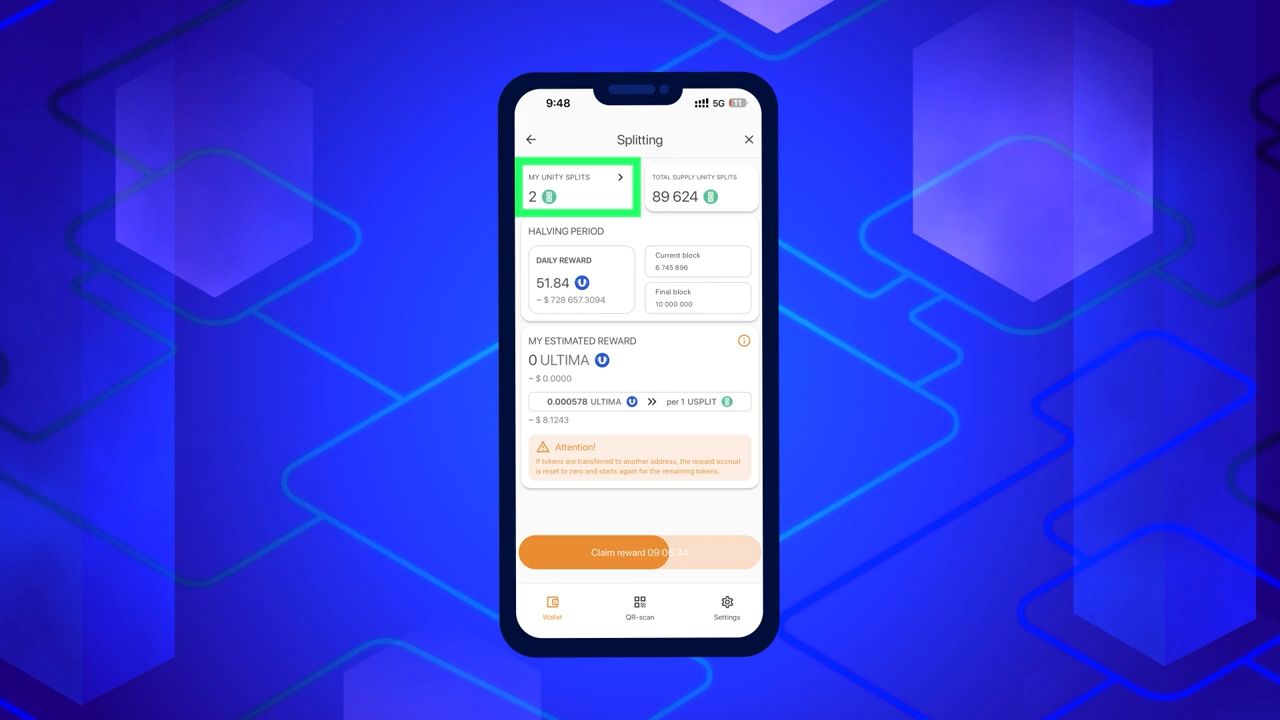 9:48
5G 11
Splitting
MY UNITY SPLITS
2
TOTAL SUPPLY UNITY SPLITS
89 624
HALVING PERIOD
DAILY REWARD
51.84
~ $ 728 657.3094
Current block
6 745 896
Final block
10 000 000
MY ESTIMATED REWARD
0 ULTIMA
~ $ 0.0000
0.000578 ULTIMA per 1 USPLIT
~ $ 8.1243
Attention!
If tokens are transferred to another address, the reward accrual
is reset to zero and starts again for the remaining tokens.
Claim reward 09:06:34
Wallet
QR-scan
Settings